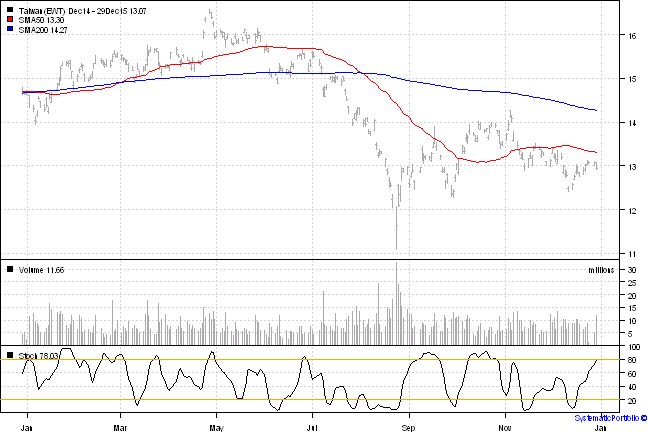 Taiwan (EWT) Dec14 - 29Dec15 13.07
SMA50 13.30
SMA200 14.27
16
15
14
13
12
11
Volume 11.66
millions
30
25
20
15
10
5
Stoch 78.03
100
80
60
40
20
Jan Mar May Jul Sep Nov Jan
SystematicPortfolio ©